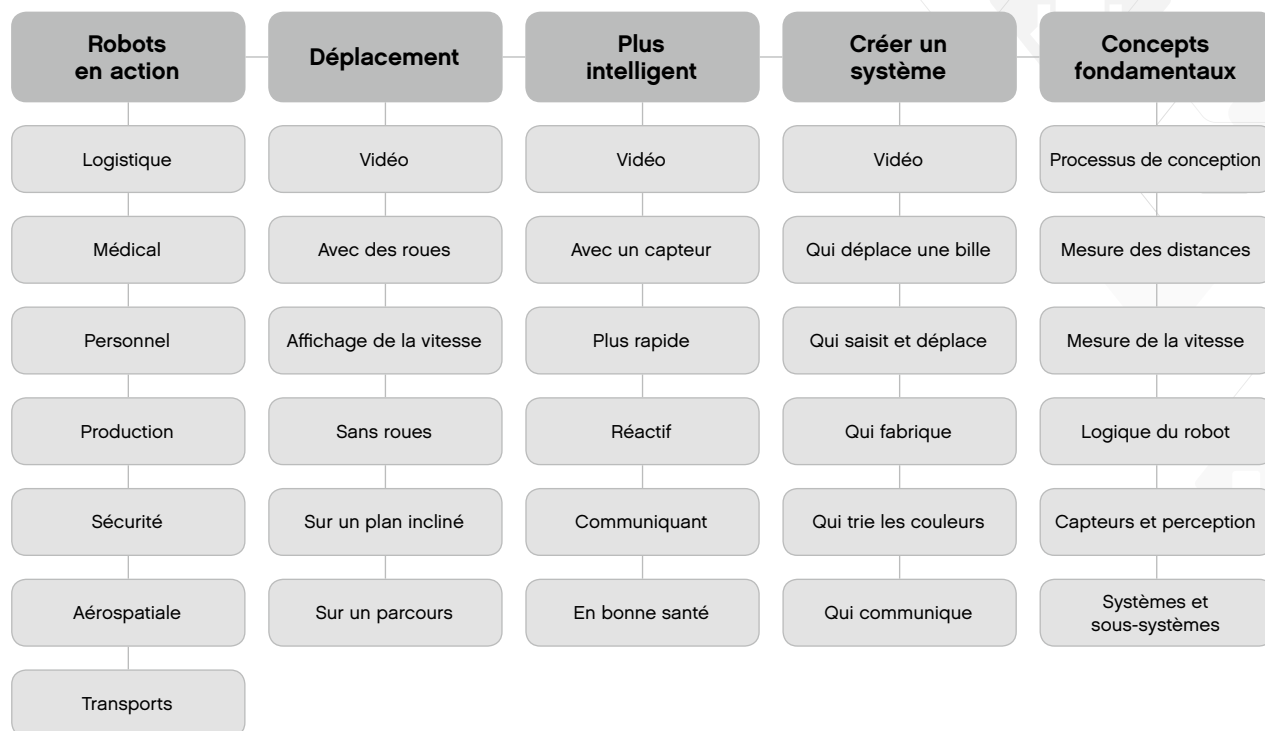 Robots
en action
Logistique
Médical
Personnel
Production
Sécurité
Aérospatiale
Transports
Déplacement
Vidéo
Avec des roues
Affichage de la vitesse
Sans roues
Sur un plan incliné
Sur un parcours
Plus
intelligent
Vidéo
Avec un capteur
Plus rapide
Réactif
Communiquant
En bonne santé
Créer un
système
Vidéo
Qui déplace une bille
Qui saisit et déplace
Qui fabrique
Qui trie les couleurs
Qui communique
Concepts
fondamentaux
Processus de conception
Mesure des distances
Mesure de la vitesse
Logique du robot
Capteurs et perception
Systèmes et
sous-systèmes